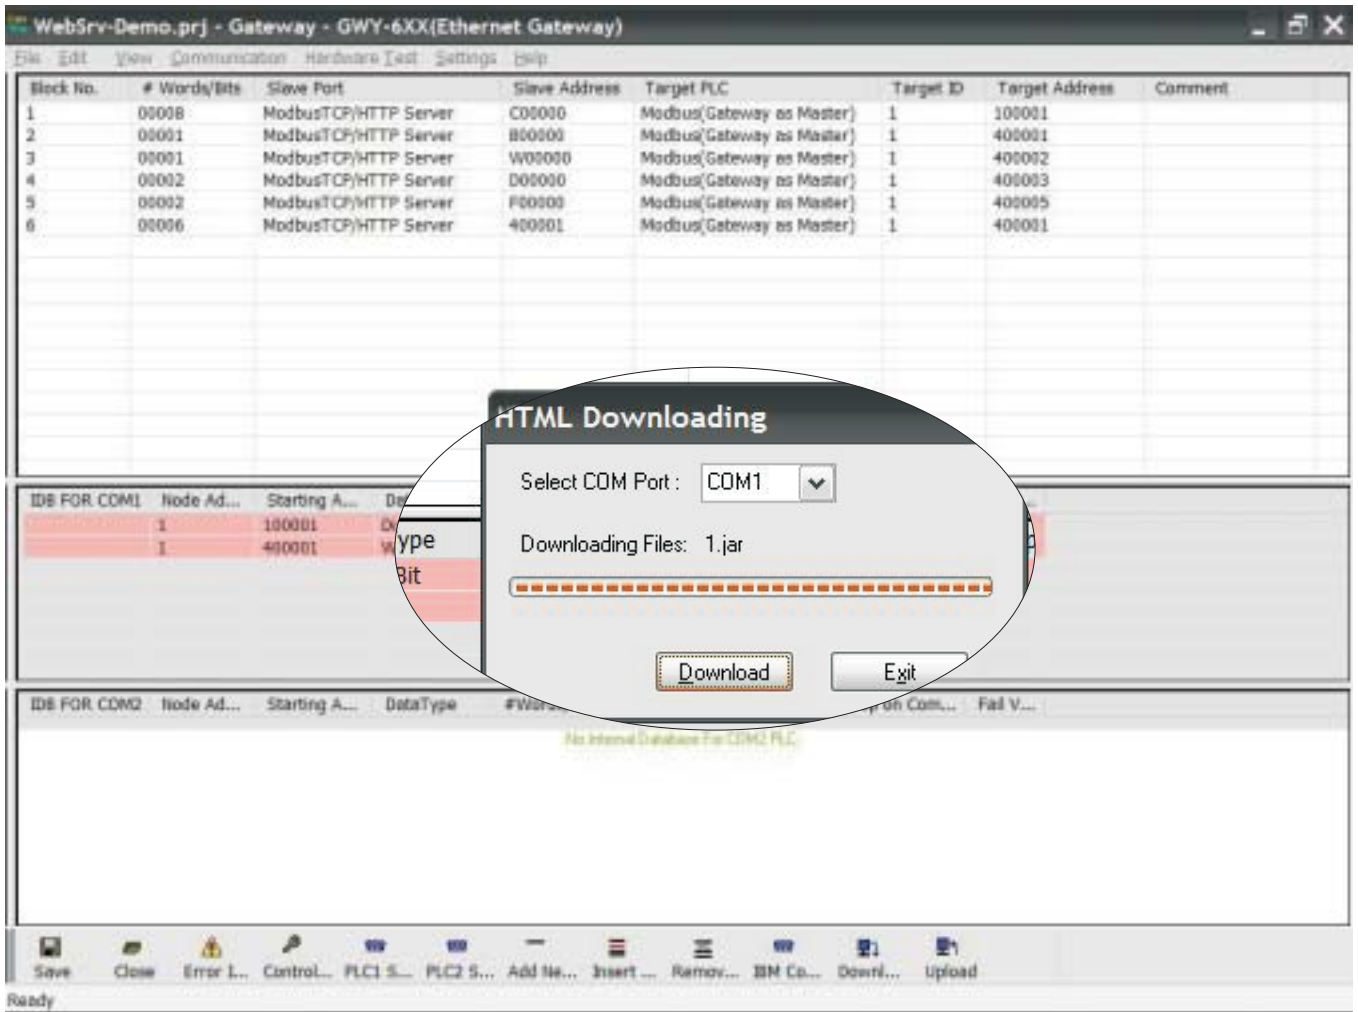 WebSrv-Demo.prj - Gateway - GWY-6XX(Ethernet Gateway)
File Edit View Communication Hardware Test Settings Help
Block No. # Words/Bits Slave Port Slave Address Target PLC Target ID Target Address Comment
1 00008 ModbusTCP/HTTP Server C00000 Modbus(Gateway as Master) 1 100001
2 00001 ModbusTCP/HTTP Server B00000 Modbus(Gateway as Master) 1 400001
3 00001 ModbusTCP/HTTP Server W00000 Modbus(Gateway as Master) 1 400002
4 00002 ModbusTCP/HTTP Server D00000 Modbus(Gateway as Master) 1 400003
5 00002 ModbusTCP/HTTP Server F00000 Modbus(Gateway as Master) 1 400005
6 00006 ModbusTCP/HTTP Server 400001 Modbus(Gateway as Master) 1 400001
HTML Downloading
Select COM Port : COM1
IDB FOR COM1 Node Ad... Starting A...
1 100001
1 400001
ype
Bit
Downloading Files: 1.jar
Download Exit
IDB FOR COM2 Node Ad... Starting A... DataType on Com... Fail V...
No Internal Database For COM2 PLC
Save Close Error L... Control... PLC1 S... PLC2 S... Add Ne... Insert ... Remov... IBM Co... Downl... Upload
Ready